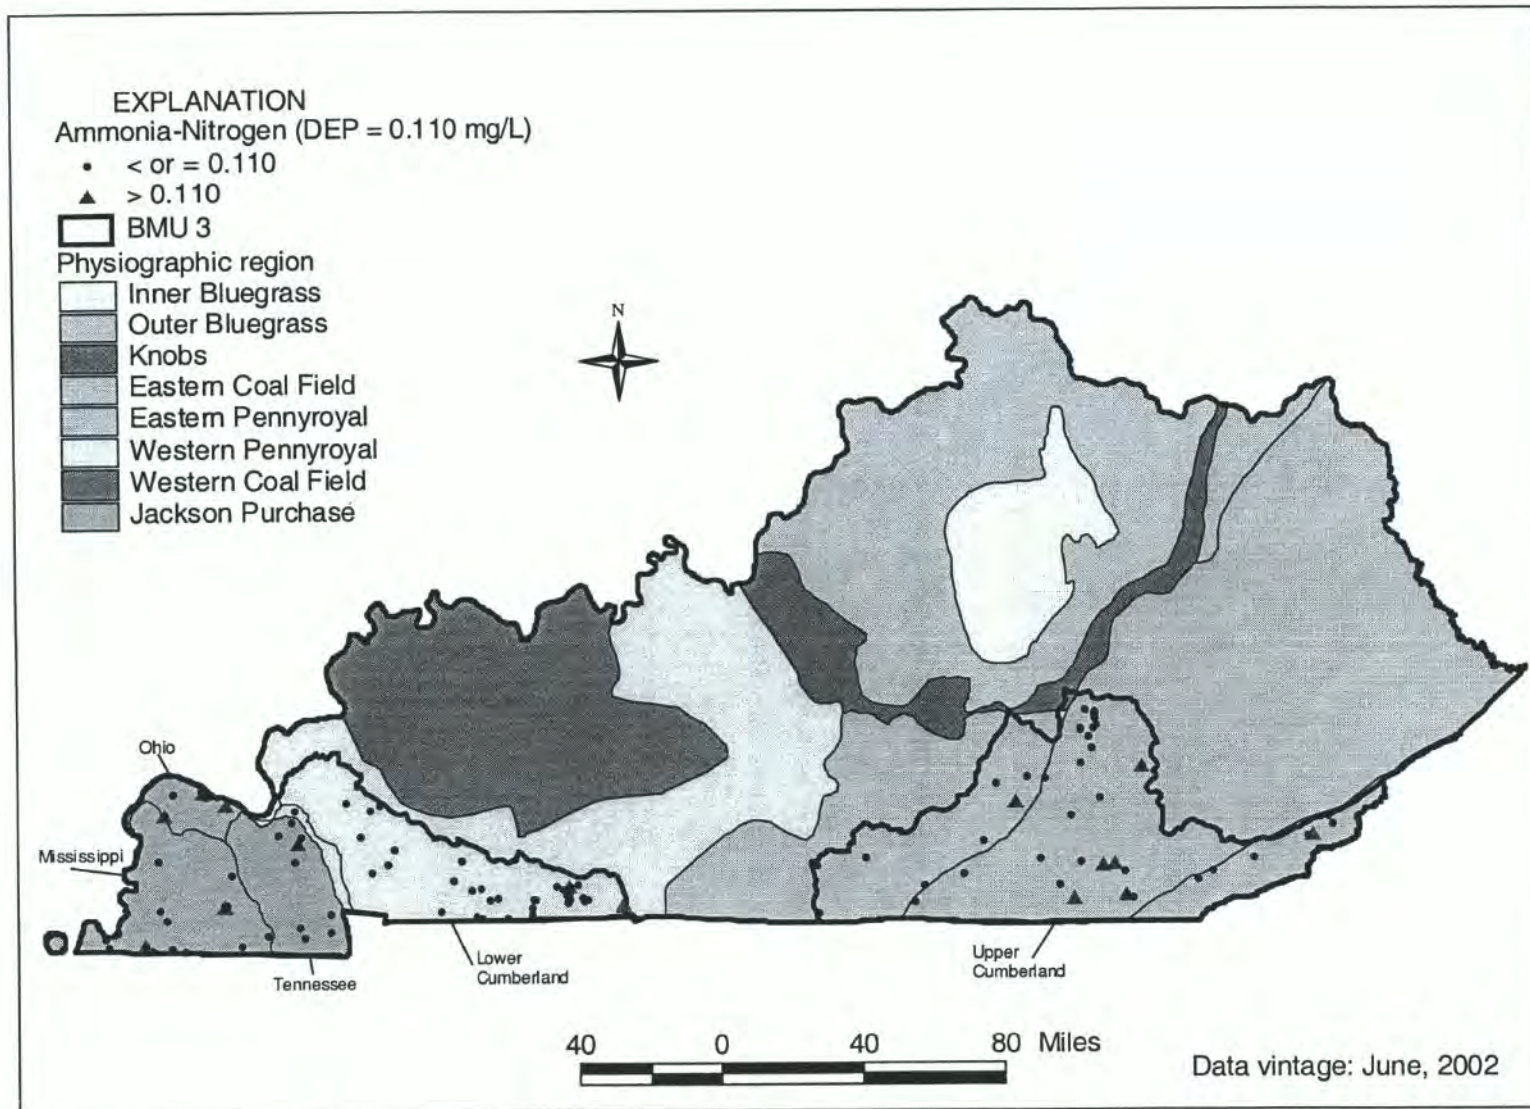 EXPLANATION
Ammonia-Nitrogen (DEP = 0.110 mg/L)
< or = 0.110
> 0.110
BMU 3
Physiographic region
Inner Bluegrass
Outer Bluegrass
Knobs
Eastern Coal Field
Eastern Pennyroyal
Western Pennyroyal
Western Coal Field
Jackson Purchase
N
Ohio
Mississippi
Tennessee
Lower
Cumberland
Upper
Cumberland
40 0 40 80 Miles
Data vintage: June, 2002